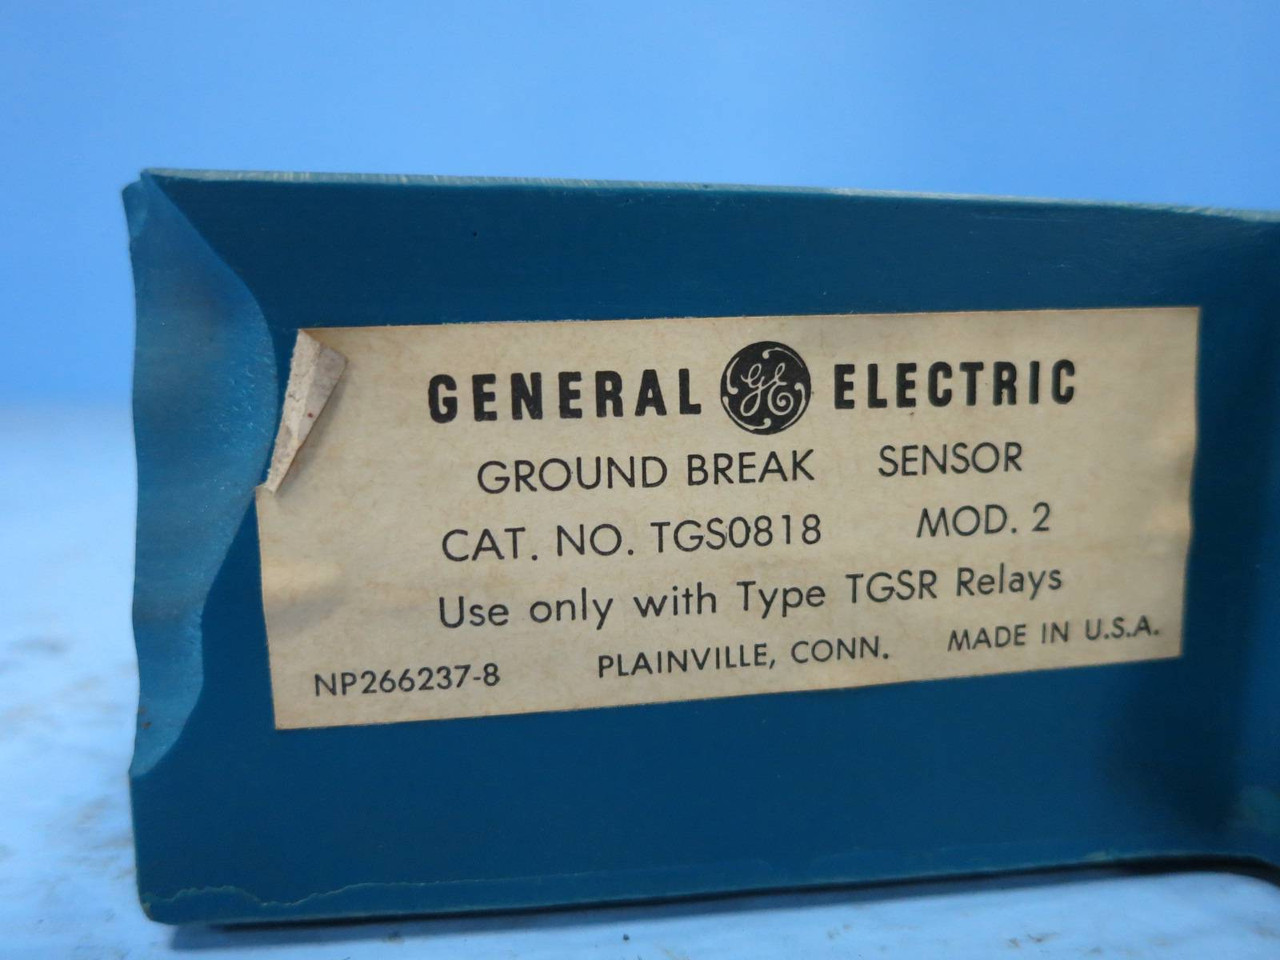 GENERAL GE ELECTRIC
GROUND BREAK SENSOR
CAT. NO. TGS0818 MOD. 2
Use only with Type TGSR Relays
NP266237-8 PLAINVILLE, CONN. MADE IN U.S.A.